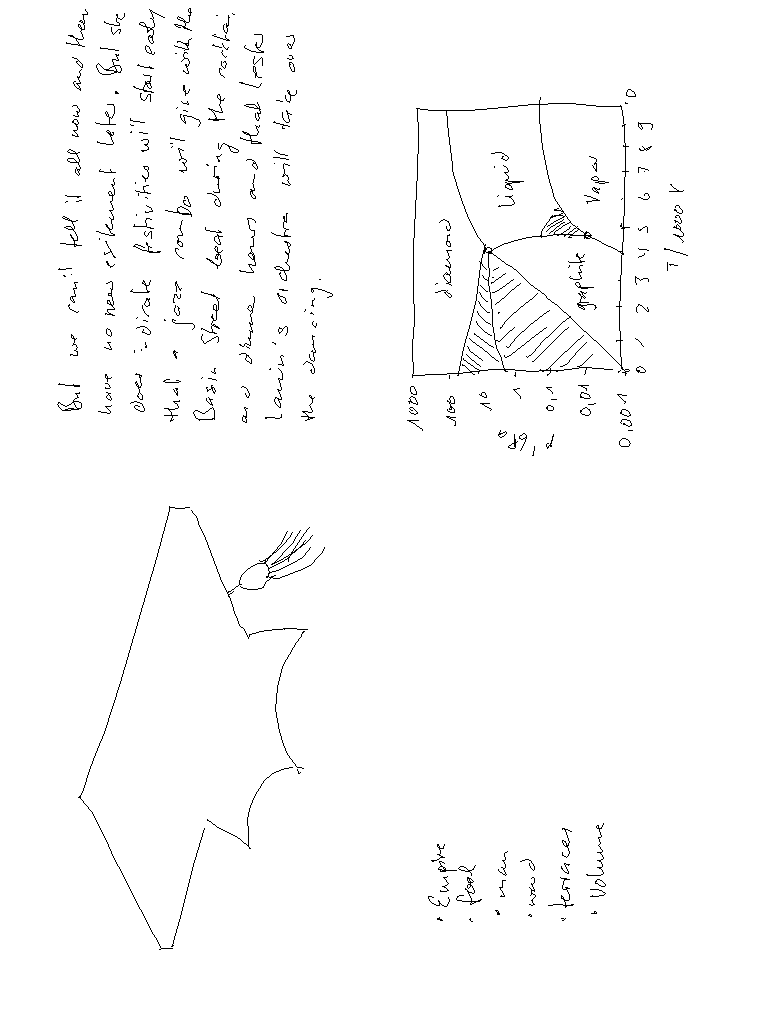 But we can't tell it all now and then
have no news exitement later. But she
does indicate festivities will start early
that a jazz combo will give with the
Basin Street beat during the cocktail
and dinner hours and that Lester
Lanin's orchestra will take over
the dancing.
1000
100
10
1
0,1
0,01
0,001
diamond
liquid
graphite
Vapor
0 1 2 3 4 5 6 7 8 9 10
T/1000 K
• Empire
• fool
• man
• word
• terraces
• Volume